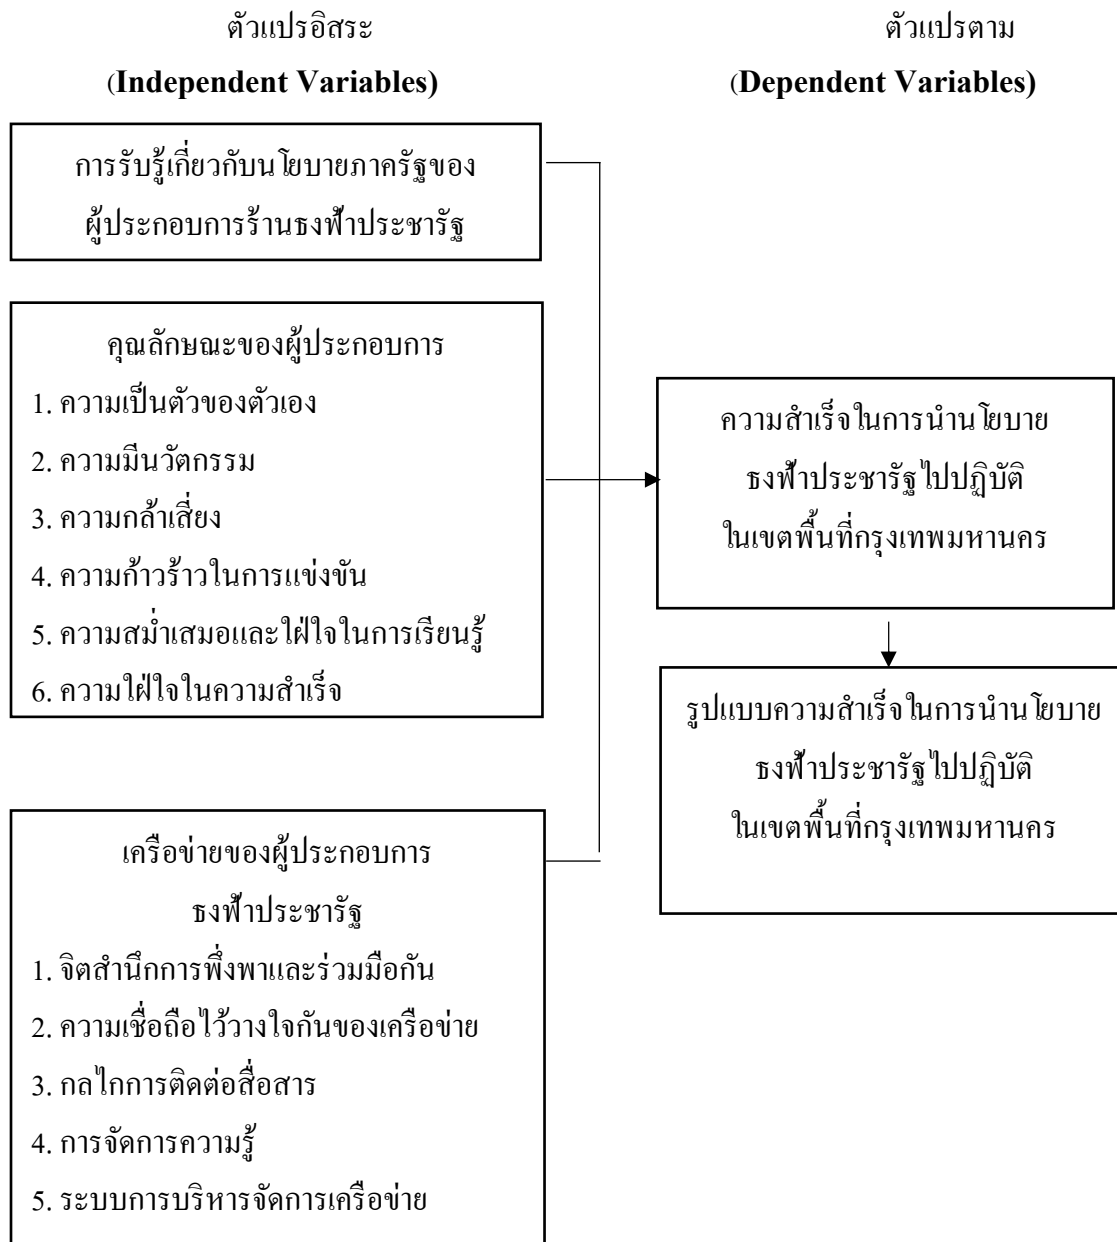 ตัวแปรอิสระ
(Independent Variables)
การรับรู้เกี่ยวกับนโยบายภาครัฐของ
ผู้ประกอบการร้านธงฟ้าประชารัฐ
คุณลักษณะของผู้ประกอบการ
1. ความเป็นตัวของตัวเอง
2. ความมีนวัตกรรม
3. ความกล้าเสี่ยง
4. ความก้าวร้าวในการแข่งขัน
5. ความสม่ำเสมอและใฝ่ใจในการเรียนรู้
6. ความใฝ่ใจในความสำเร็จ
เครือข่ายของผู้ประกอบการ
ธงฟ้าประชารัฐ
1. จิตสำนึกการพึ่งพาและร่วมมือกัน
2. ความเชื่อถือไว้วางใจกันของเครือข่าย
3. กลไกการติดต่อสื่อสาร
4. การจัดการความรู้
5. ระบบการบริหารจัดการเครือข่าย
ตัวแปรตาม
(Dependent Variables)
ความสำเร็จในการนำนโยบาย
ธงฟ้าประชารัฐไปปฏิบัติ
ในเขตพื้นที่กรุงเทพมหานคร
รูปแบบความสำเร็จในการนำนโยบาย
ธงฟ้าประชารัฐไปปฏิบัติ
ในเขตพื้นที่กรุงเทพมหานคร